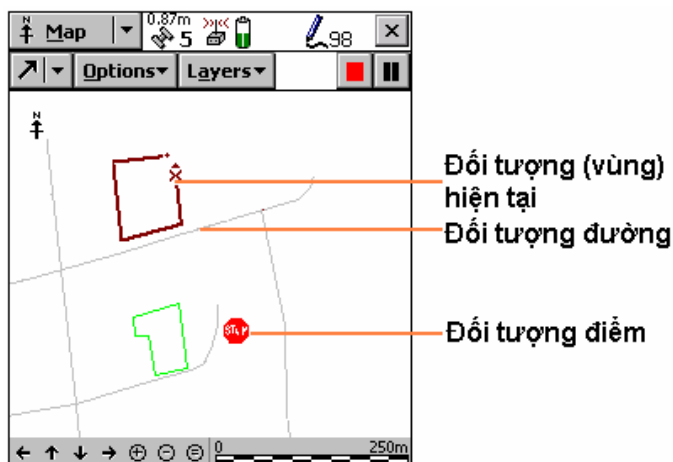 N
Map
0.87m
5
98
Options Layers
N
STOP
Đối tượng (vùng)
hiện tại
Đối tượng đường
Đối tượng điểm
0 250m